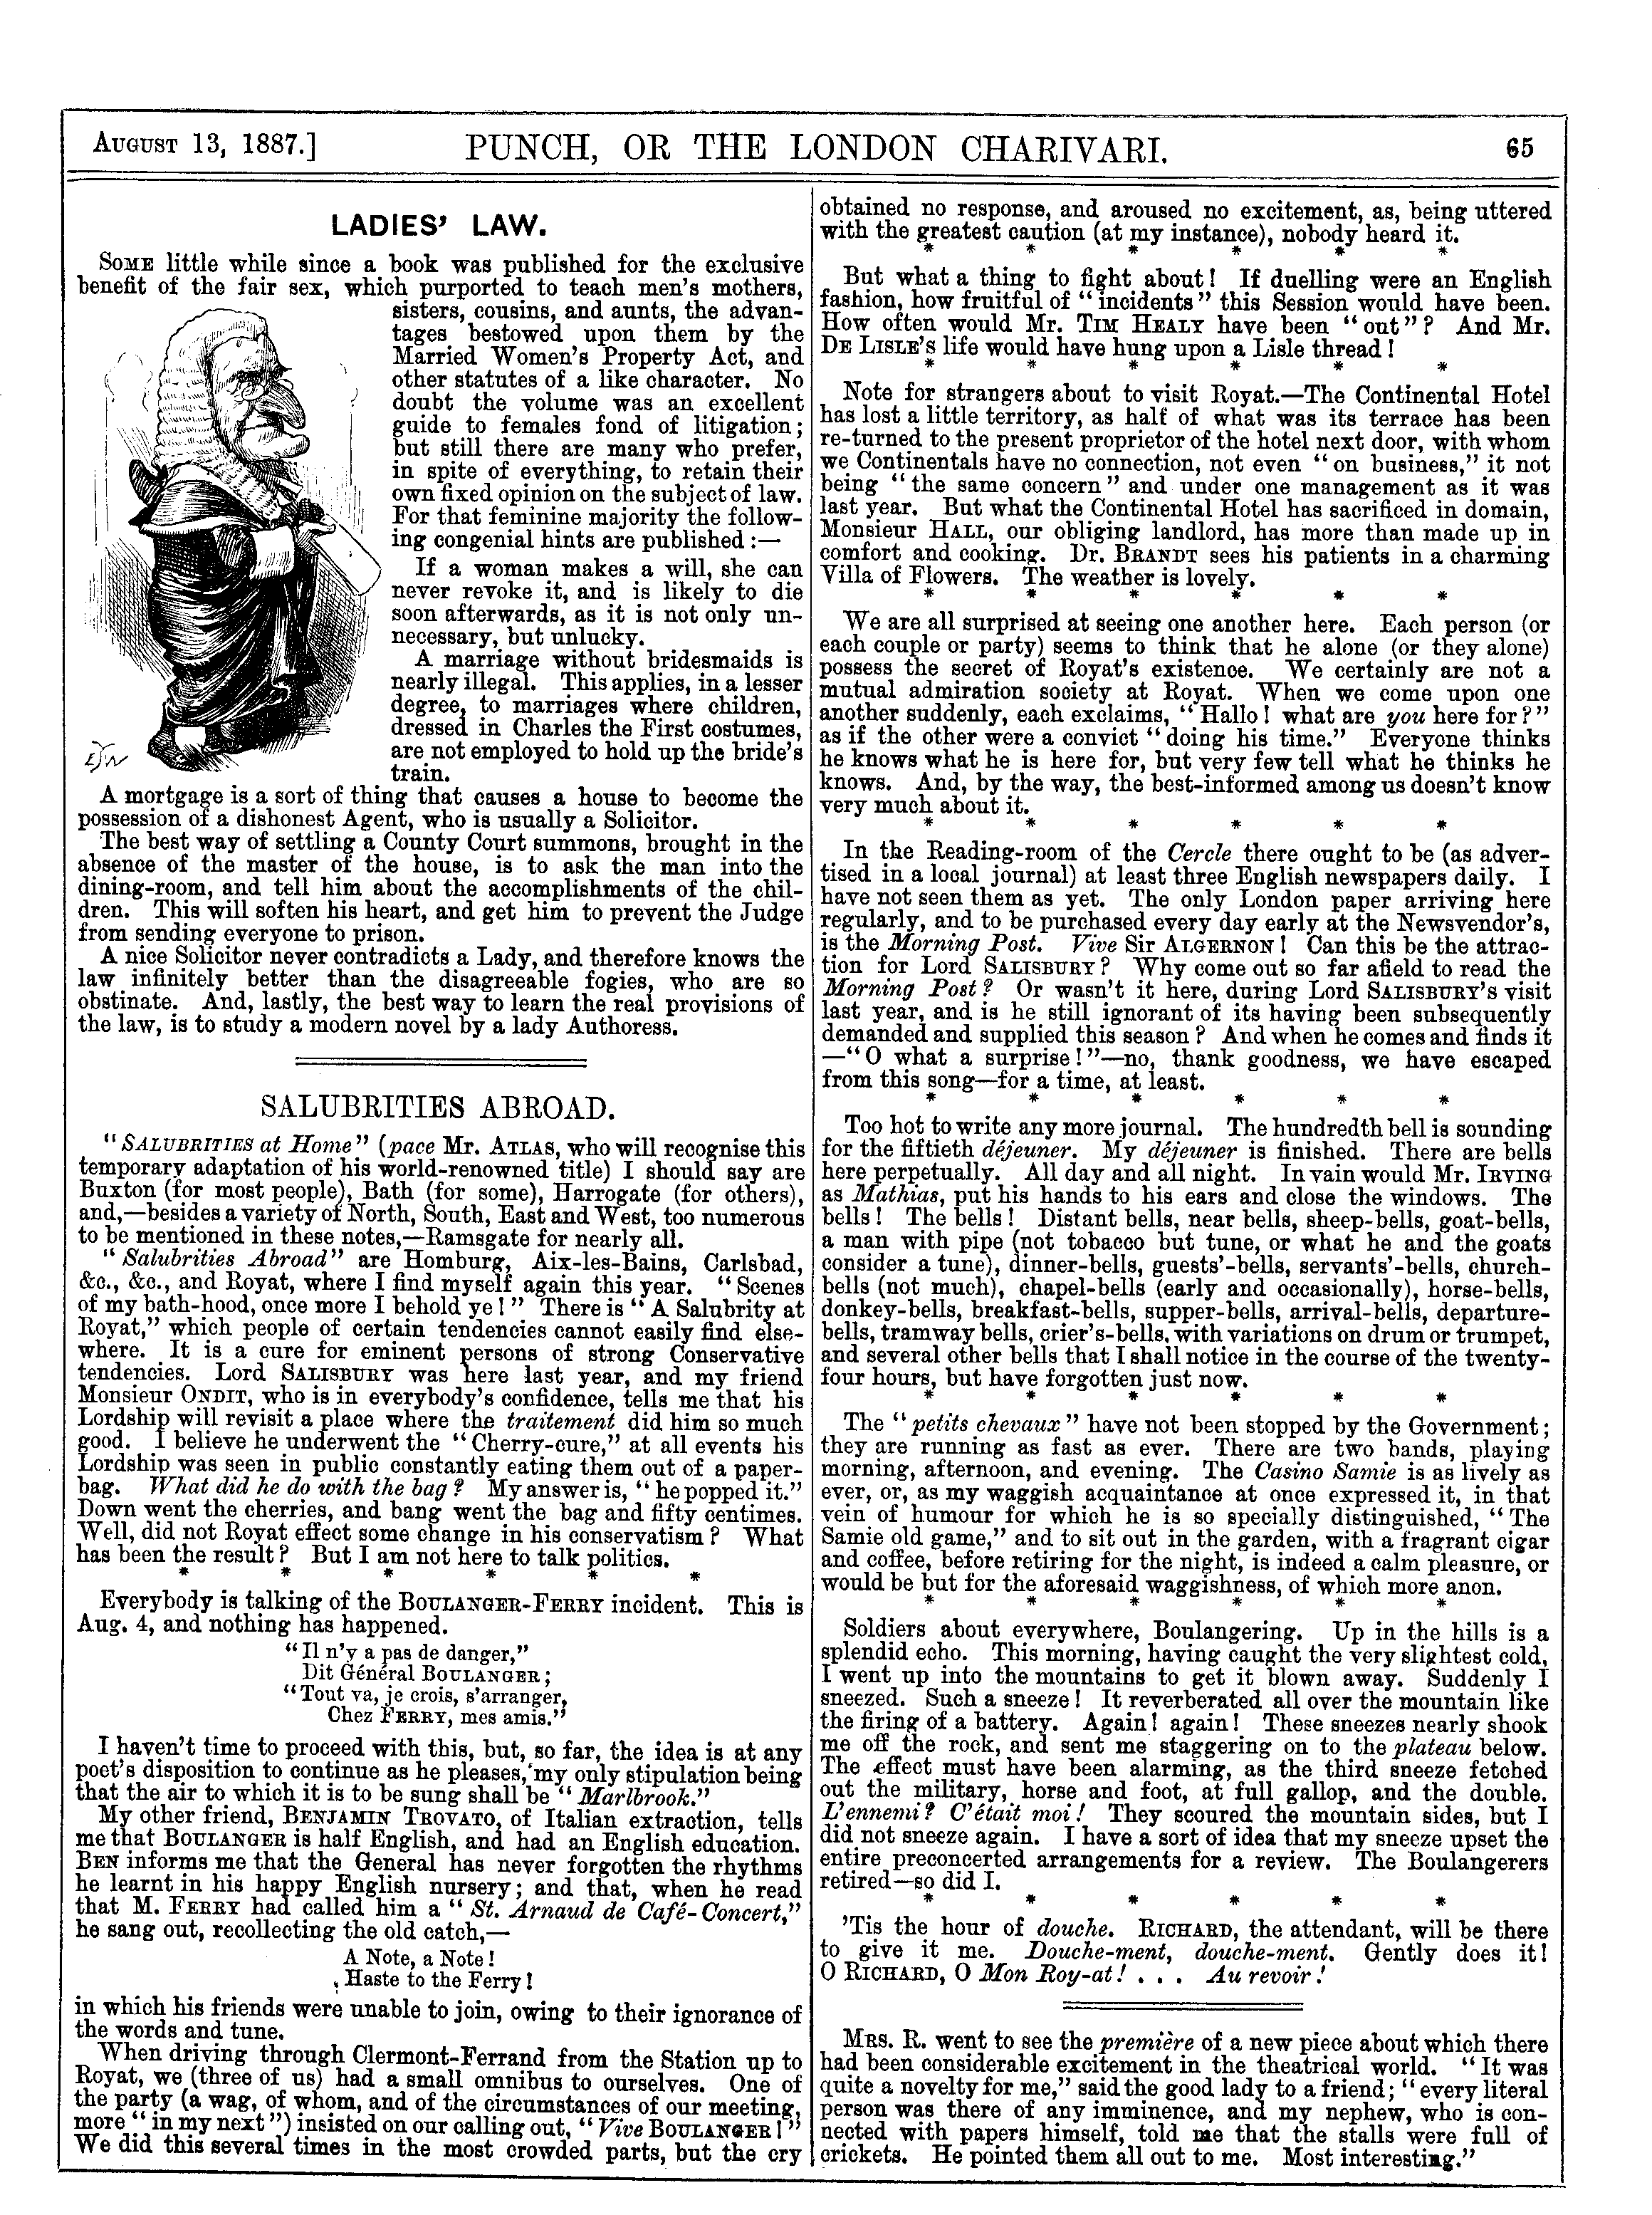 AUGUST 13, 1887.] PUNCH, OR THE LONDON CHARIVARI. 65
LADIES' LAW.
SOME little while since a book was published for the exclusive
benefit of the fair sex, which purported to teach men's mothers,
sisters, cousins, and aunts, the advan-
tages bestowed upon them by the
Married Women's Property Act, and
other statutes of a like character. No
doubt the volume was an excellent
guide to females fond of litigation;
but still there are many who prefer,
in spite of everything, to retain their
own fixed opinion on the subject of law.
For that feminine majority the follow-
ing congenial hints are published:—
If a woman makes a will, she can
never revoke it, and is likely to die
soon afterwards, as it is not only un-
necessary, but unlucky.
A marriage without bridesmaids is
nearly illegal. This applies, in a lesser
degree, to marriages where children,
dressed in Charles the First costumes,
are not employed to hold up the bride's
train.
A mortgage is a sort of thing that causes a house to become the
possession of a dishonest Agent, who is usually a Solicitor.
The best way of settling a County Court summons, brought in the
absence of the master of the house, is to ask the man into the
dining-room, and tell him about the accomplishments of the chil-
dren. This will soften his heart, and get him to prevent the Judge
from sending everyone to prison.
A nice Solicitor never contradicts a Lady, and therefore knows the
law infinitely better than the disagreeable fogies, who are so
obstinate. And, lastly, the best way to learn the real provisions of
the law, is to study a modern novel by a lady Authoress.
SALUBRITIES ABROAD.
"SALUBRITIES at Home" (pace Mr. ATLAS, who will recognise this
temporary adaptation of his world-renowned title) I should say are
Buxton (for most people), Bath (for some), Harrogate (for others),
and,—besides a variety of North, South, East and West, too numerous
to be mentioned in these notes,—Ramsgate for nearly all.
"Salubrities Abroad" are Homburg, Aix-les-Bains, Carlsbad,
&c., &c., and Royat, where I find myself again this year. "Scenes
of my bath-hood, once more I behold ye!" There is "A Salubrity at
Royat," which people of certain tendencies cannot easily find else-
where. It is a cure for eminent persons of strong Conservative
tendencies. Lord SALISBURY was here last year, and my friend
Monsieur ONDIT, who is in everybody's confidence, tells me that his
Lordship will revisit a place where the traitement did him so much
good. I believe he underwent the "Cherry-cure," at all events his
Lordship was seen in public constantly eating them out of a paper-
bag. What did he do with the bag? My answer is, "he popped it."
Down went the cherries, and bang went the bag and fifty centimes.
Well, did not Royat effect some change in his conservatism? What
has been the result? But I am not here to talk politics.
* * * * * *
Everybody is talking of the BOULANGER-FERRY incident. This is
Aug. 4, and nothing has happened.
"Il n'y a pas de danger,"
Dit Général BOULANGER;
"Tout va, je crois, s'arranger,
Chez FERRY, mes amis."
I haven't time to proceed with this, but, so far, the idea is at any
poet's disposition to continue as he pleases, my only stipulation being
that the air to which it is to be sung shall be "Marlbrook."
My other friend, BENJAMIN TROVATO, of Italian extraction, tells
me that BOULANGER is half English, and had an English education.
BEN informs me that the General has never forgotten the rhythms
he learnt in his happy English nursery; and that, when he read
that M. FERRY had called him a "St. Arnaud de Café-Concert,"
he sang out, recollecting the old catch,—
A Note, a Note!
Haste to the Ferry!
in which his friends were unable to join, owing to their ignorance of
the words and tune.
When driving through Clermont-Ferrand from the Station up to
Royat, we (three of us) had a small omnibus to ourselves. One of
the party (a wag, of whom, and of the circumstances of our meeting,
more "in my next") insisted on our calling out, "Vive BOULANGER!"
We did this several times in the most crowded parts, but the cry
obtained no response, and aroused no excitement, as, being uttered
with the greatest caution (at my instance), nobody heard it.
* * * * * *
But what a thing to fight about! If duelling were an English
fashion, how fruitful of "incidents" this Session would have been.
How often would Mr. TIM HEALY have been "out"? And Mr.
DE LISLE's life would have hung upon a Lisle thread!
* * * * * *
Note for strangers about to visit Royat.—The Continental Hotel
has lost a little territory, as half of what was its terrace has been
re-turned to the present proprietor of the hotel next door, with whom
we Continentals have no connection, not even "on business," it not
being "the same concern" and under one management as it was
last year. But what the Continental Hotel has sacrificed in domain,
Monsieur HALL, our obliging landlord, has more than made up in
comfort and cooking. Dr. BRANDT sees his patients in a charming
Villa of Flowers. The weather is lovely.
* * * * * *
We are all surprised at seeing one another here. Each person (or
each couple or party) seems to think that he alone (or they alone)
possess the secret of Royat's existence. We certainly are not a
mutual admiration society at Royat. When we come upon one
another suddenly, each exclaims, "Hallo! what are you here for?"
as if the other were a convict "doing his time." Everyone thinks
he knows what he is here for, but very few tell what he thinks he
knows. And, by the way, the best-informed among us doesn't know
very much about it.
* * * * * *
In the Reading-room of the Cercle there ought to be (as adver-
tised in a local journal) at least three English newspapers daily. I
have not seen them as yet. The only London paper arriving here
regularly, and to be purchased every day early at the Newsvendor's,
is the Morning Post. Vive Sir ALGERNON! Can this be the attrac-
tion for Lord SALISBURY? Why come out so far afield to read the
Morning Post? Or wasn't it here, during Lord SALISBURY's visit
last year, and is he still ignorant of its having been subsequently
demanded and supplied this season? And when he comes and finds it
—"O what a surprise!"—no, thank goodness, we have escaped
from this song—for a time, at least.
* * * * * *
Too hot to write any more journal. The hundredth bell is sounding
for the fiftieth déjeuner. My déjeuner is finished. There are bells
here perpetually. All day and all night. In vain would Mr. IRVING
as Mathias, put his hands to his ears and close the windows. The
bells! The bells! Distant bells, near bells, sheep-bells, goat-bells,
a man with pipe (not tobacco but tune, or what he and the goats
consider a tune), dinner-bells, guests'-bells, servants'-bells, church-
bells (not much), chapel-bells (early and occasionally), horse-bells,
donkey-bells, breakfast-bells, supper-bells, arrival-bells, departure-
bells, tramway bells, crier's-bells, with variations on drum or trumpet,
and several other bells that I shall notice in the course of the twenty-
four hours, but have forgotten just now.
* * * * * *
The "petits chevaux" have not been stopped by the Government;
they are running as fast as ever. There are two bands, playing
morning, afternoon, and evening. The Casino Samie is as lively as
ever, or, as my waggish acquaintance at once expressed it, in that
vein of humour for which he is so specially distinguished, "The
Samie old game," and to sit out in the garden, with a fragrant cigar
and coffee, before retiring for the night, is indeed a calm pleasure, or
would be but for the aforesaid waggishness, of which more anon.
* * * * * *
Soldiers about everywhere, Boulangering. Up in the hills is a
splendid echo. This morning, having caught the very slightest cold,
I went up into the mountains to get it blown away. Suddenly I
sneezed. Such a sneeze! It reverberated all over the mountain like
the firing of a battery. Again! again! These sneezes nearly shook
me off the rock, and sent me staggering on to the plateau below.
The effect must have been alarming, as the third sneeze fetched
out the military, horse and foot, at full gallop, and the double.
L'ennemi? C'était moi! They scoured the mountain sides, but I
did not sneeze again. I have a sort of idea that my sneeze upset the
entire preconcerted arrangements for a review. The Boulangerers
retired—so did I.
* * * * * *
'Tis the hour of douche. RICHARD, the attendant, will be there
to give it me. Douche-ment, douche-ment. Gently does it!
O RICHARD, O Mon Roy-at! . . . Au revoir!
MRS. R. went to see the première of a new piece about which there
had been considerable excitement in the theatrical world. "It was
quite a novelty for me," said the good lady to a friend; "every literal
person was there of any imminence, and my nephew, who is con-
nected with papers himself, told me that the stalls were full of
crickets. He pointed them all out to me. Most interesting."